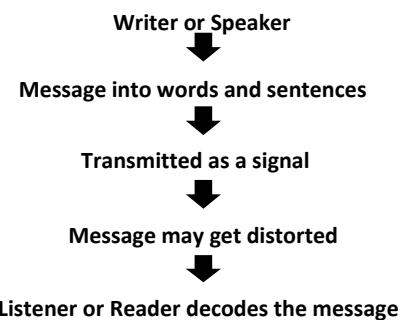 Writer or Speaker
Message into words and sentences
Transmitted as a signal
Message may get distorted
Listener or Reader decodes the message